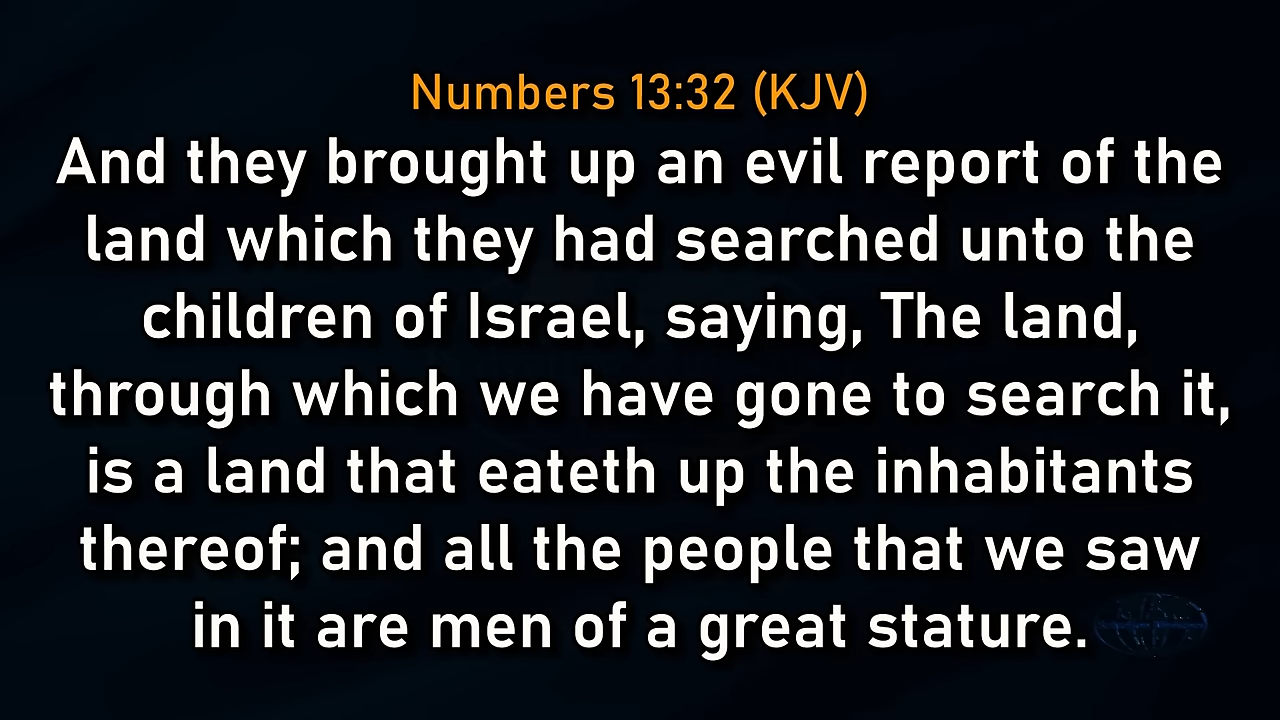 Numbers 13:32 (KJV)
And they brought up an evil report of the
land which they had searched unto the
children of Israel, saying, The land,
through which we have gone to search it,
is a land that eateth up the inhabitants
thereof; and all the people that we saw
in it are men of a great stature.